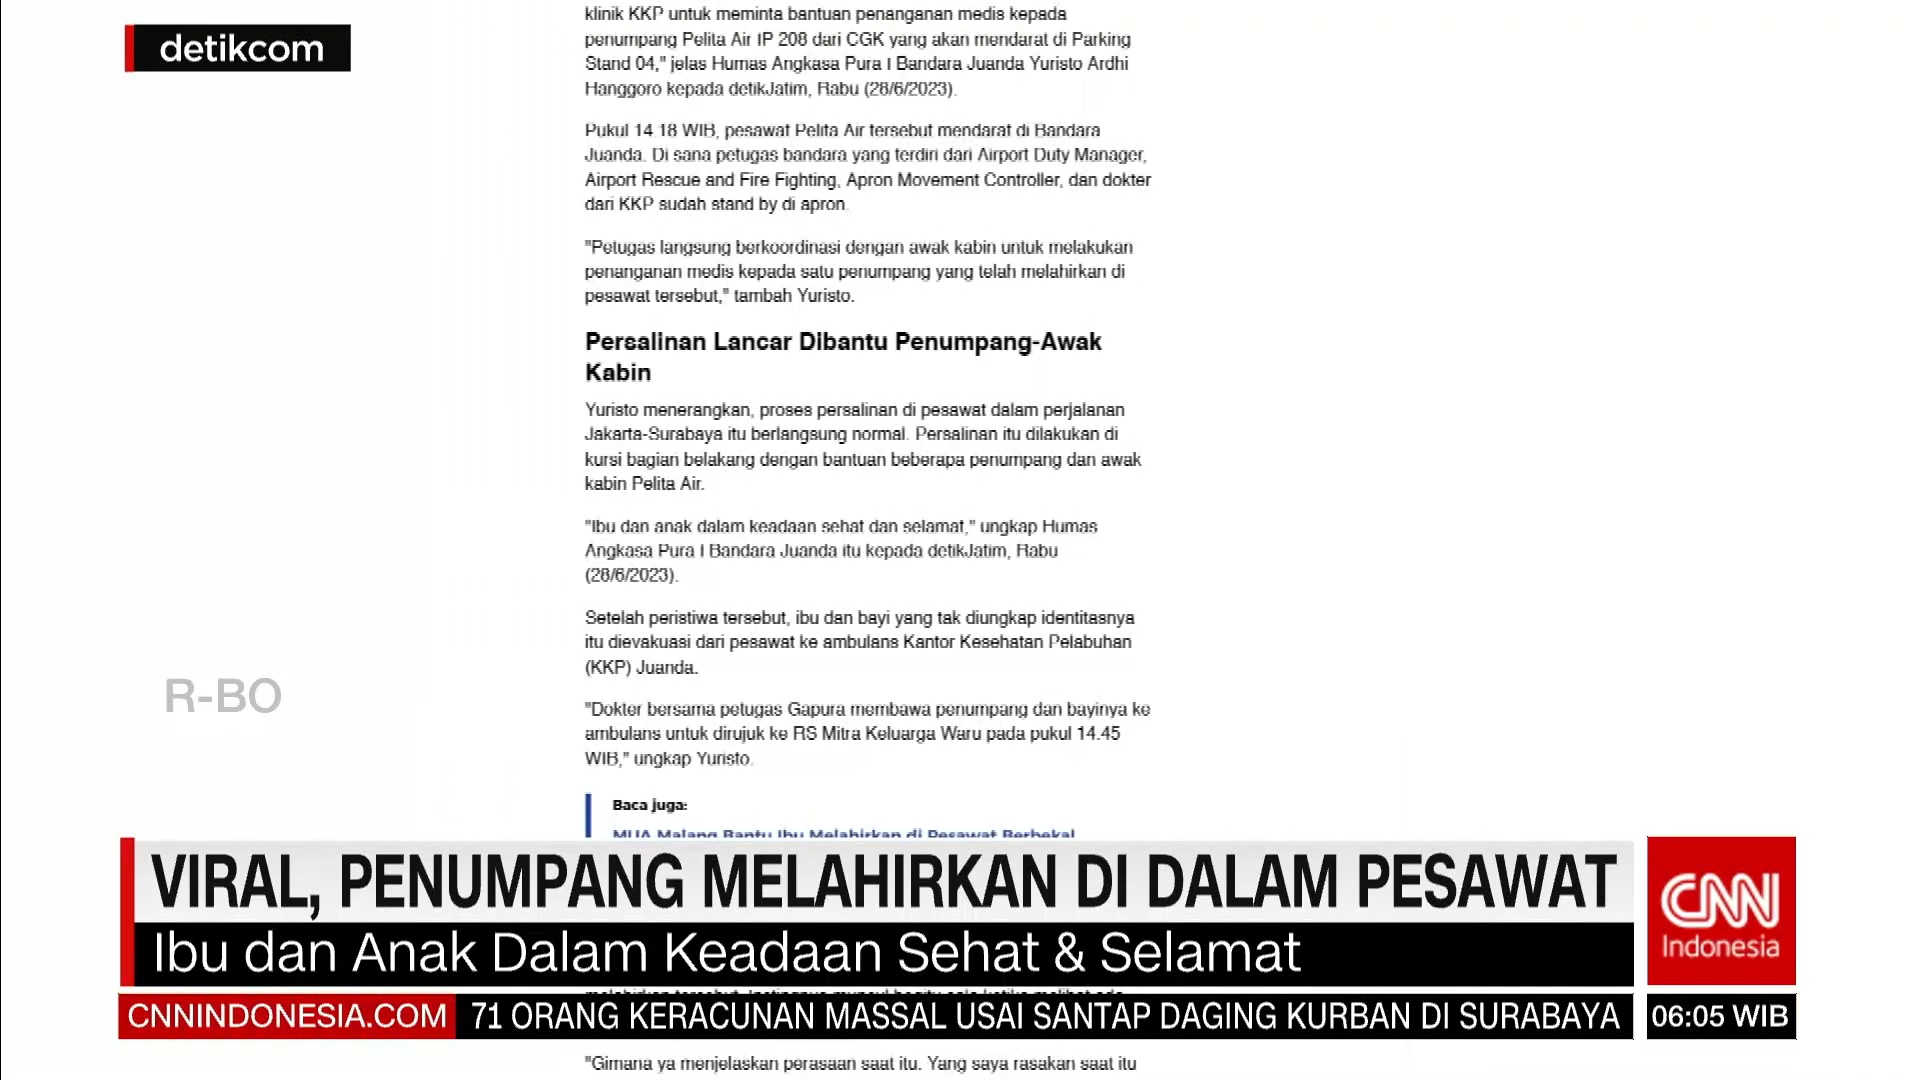 detikcom
klinik KKP untuk meminta bantuan penanganan medis kepada
penumpang Pelita Air IP 208 dari CGK yang akan mendarat di Parking
Stand 04," jelas Humas Angkasa Pura I Bandara Juanda Yuristo Ardhi
Hanggoro kepada detikJatim, Rabu (28/6/2023).
Pukul 14.18 WIB, pesawat Pelita Air tersebut mendarat di Bandara
Juanda. Di sana petugas bandara yang terdiri dari Airport Duty Manager,
Airport Rescue and Fire Fighting, Apron Movement Controller, dan dokter
dari KKP sudah stand by di apron.
"Petugas langsung berkoordinasi dengan awak kabin untuk melakukan
penanganan medis kepada satu penumpang yang telah melahirkan di
pesawat tersebut," tambah Yuristo.
Persalinan Lancar Dibantu Penumpang-Awak
Kabin
Yuristo menerangkan, proses persalinan di pesawat dalam perjalanan
Jakarta-Surabaya itu berlangsung normal. Persalinan itu dilakukan di
kursi bagian belakang dengan bantuan beberapa penumpang dan awak
kabin Pelita Air.
"Ibu dan anak dalam keadaan sehat dan selamat," ungkap Humas
Angkasa Pura I Bandara Juanda itu kepada detikJatim, Rabu
(28/6/2023).
Setelah peristiwa tersebut, ibu dan bayi yang tak diungkap identitasnya
itu dievakuasi dari pesawat ke ambulans Kantor Kesehatan Pelabuhan
(KKP) Juanda.
R-BO
"Dokter bersama petugas Gapura membawa penumpang dan bayinya ke
ambulans untuk dirujuk ke RS Mitra Keluarga Waru pada pukul 14.45
WIB," ungkap Yuristo.
Baca juga:
MUA Malang Bantu Ibu Melahirkan di Pesawat Berbekal
VIRAL, PENUMPANG MELAHIRKAN DI DALAM PESAWAT
Ibu dan Anak Dalam Keadaan Sehat & Selamat
CNN
Indonesia
CNNINDONESIA.COM
71 ORANG KERACUNAN MASSAL USAI SANTAP DAGING KURBAN DI SURABAYA
06:05 WIB
"Gimana ya menjelaskan perasaan saat itu. Yang saya rasakan saat itu